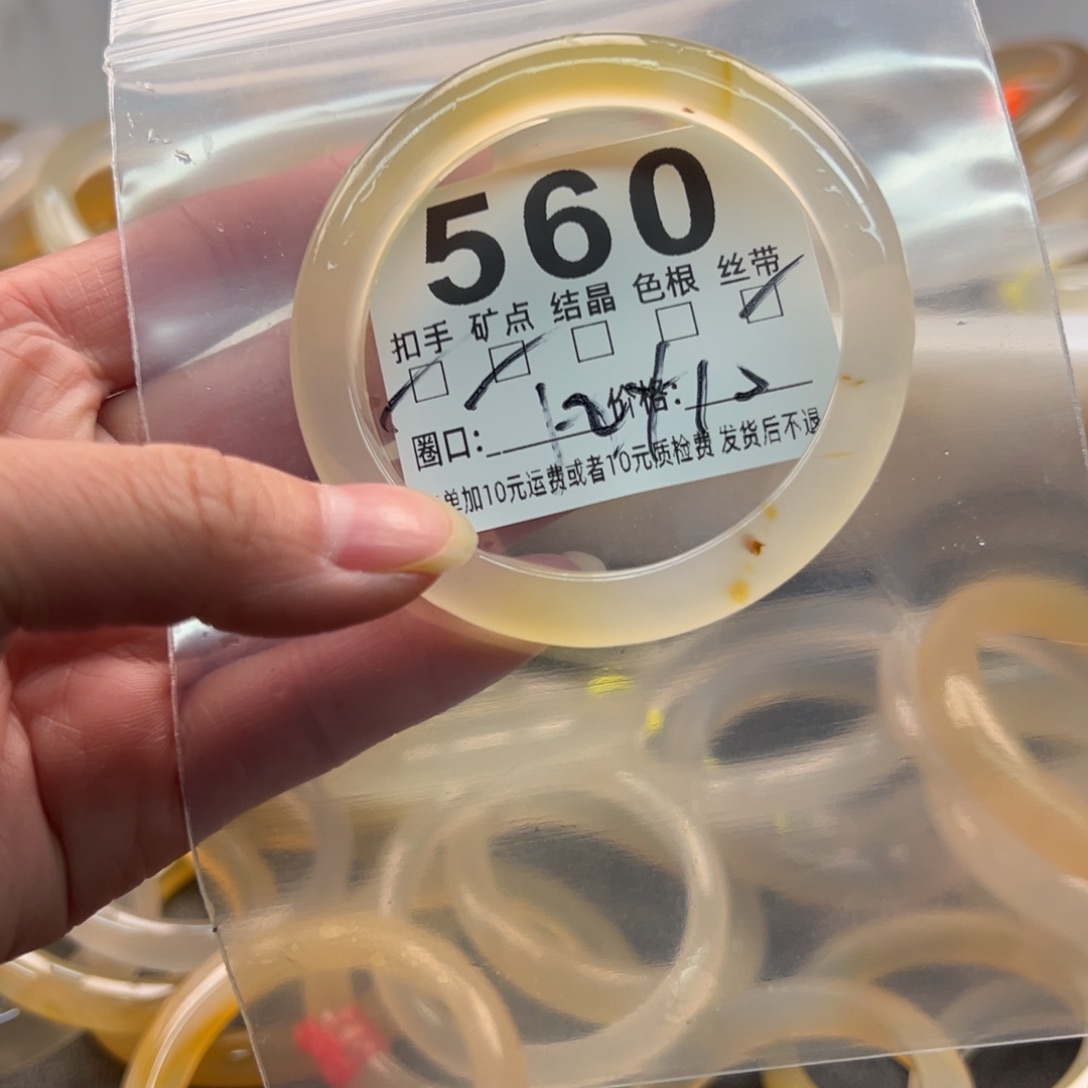 560
扣手 矿点 结晶 色根 丝带
圈口: 价格:
单加10元运费或者10元质检费 发货后不退